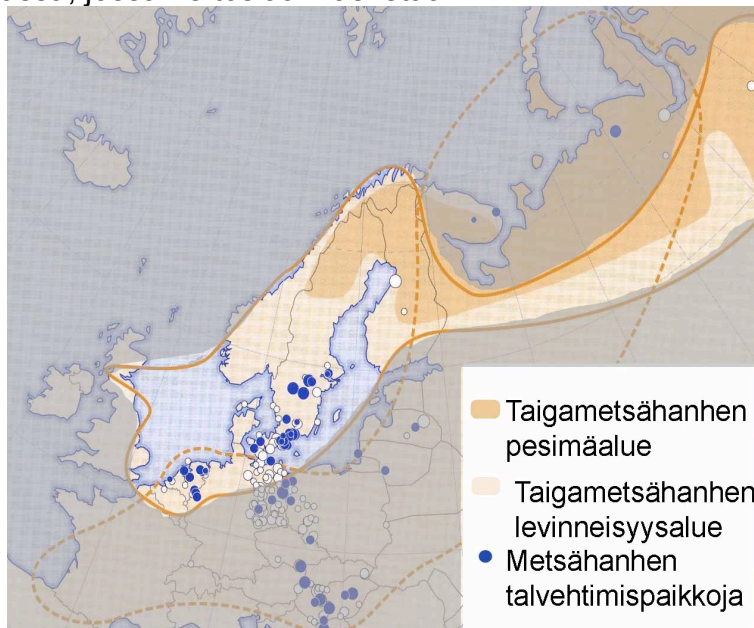 Taigametsähanhen
pesimäalue
Taigametsähanhen
levinneisyysalue
Metsähanhen
talvehtimispaikkoja